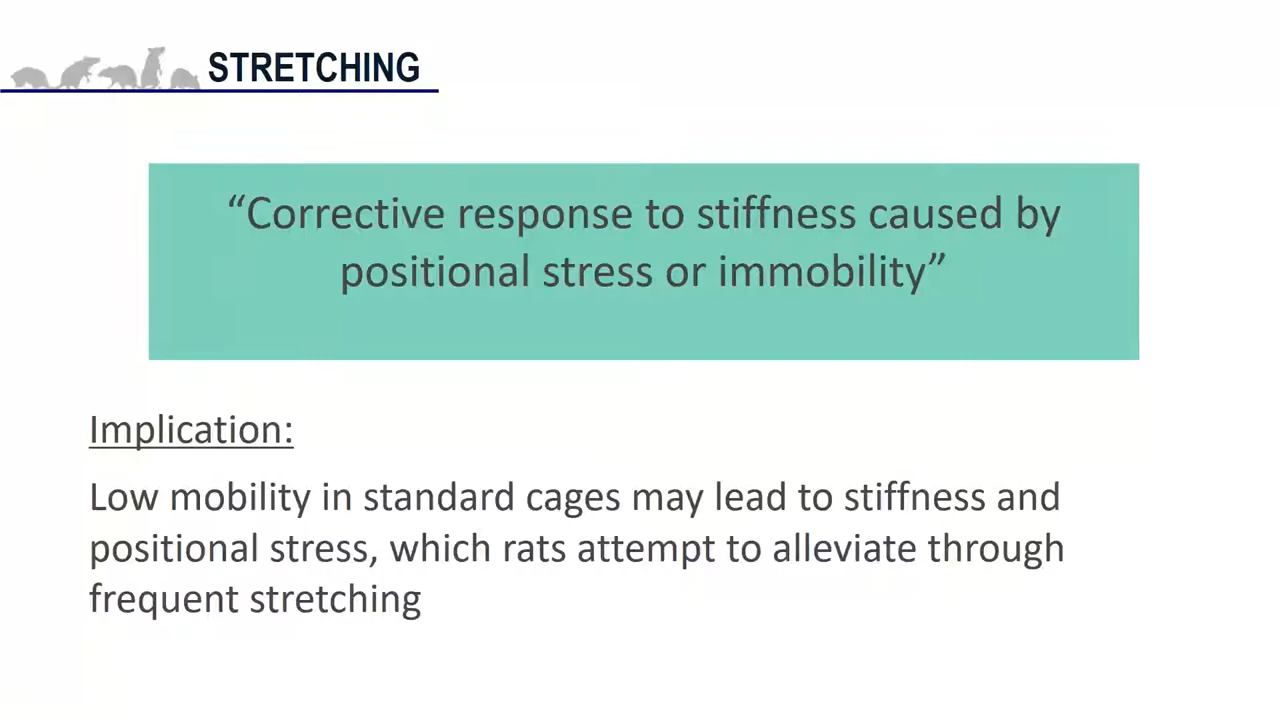 STRETCHING
“Corrective response to stiffness caused by
positional stress or immobility”
Implication:
Low mobility in standard cages may lead to stiffness and
positional stress, which rats attempt to alleviate through
frequent stretching